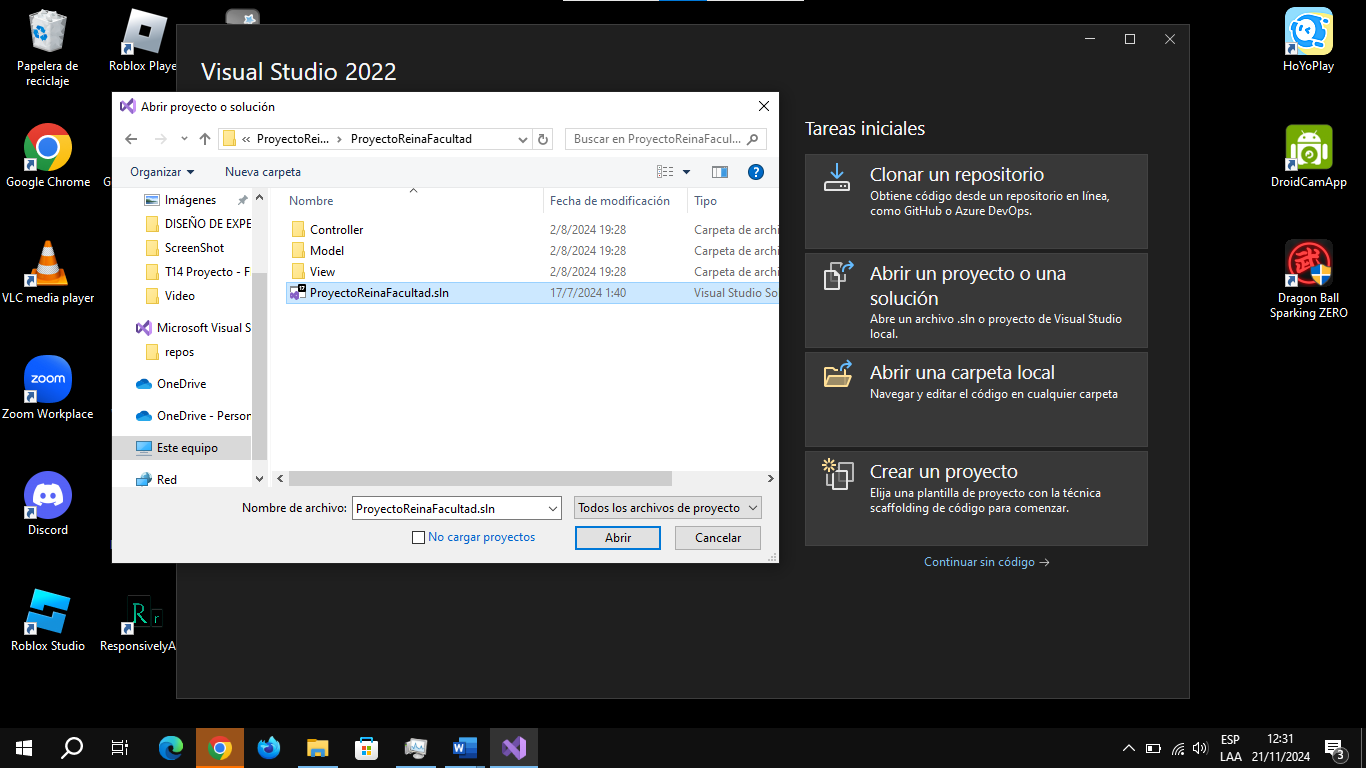 Papelera de
reciclaje
Roblox Playe
Google Chrome
G
VLC media player
Zoom Workplace
Discord
Roblox Studio
ResponsivelyA
HoYoPlay
DroidCamApp
Dragon Ball
Sparking ZERO
Visual Studio 2022
Abrir proyecto o solución
« ProyectoRei... › ProyectoReinaFacultad
Buscar en ProyectoReinaFacul...
Organizar
Nueva carpeta
Imágenes
DISEÑO DE EXPE
ScreenShot
T14 Proyecto - F
Video
Microsoft Visual S
repos
OneDrive
OneDrive - Person
Este equipo
Red
Nombre Fecha de modificación Tipo
Controller 2/8/2024 19:28 Carpeta de archi
Model 2/8/2024 19:28 Carpeta de archi
View 2/8/2024 19:28 Carpeta de archi
ProyectoReinaFacultad.sln 17/7/2024 1:40 Visual Studio So
Nombre de archivo: ProyectoReinaFacultad.sln
Todos los archivos de proyecto
No cargar proyectos
Abrir
Cancelar
Tareas iniciales
Clonar un repositorio
Obtiene código desde un repositorio en línea,
como GitHub o Azure DevOps.
Abrir un proyecto o una
solución
Abre un archivo .sln o proyecto de Visual Studio
local.
Abrir una carpeta local
Navegar y editar el código en cualquier carpeta
Crear un proyecto
Elija una plantilla de proyecto con la técnica
scaffolding de código para comenzar.
Continuar sin código →
ESP
LAA
12:31
21/11/2024
3